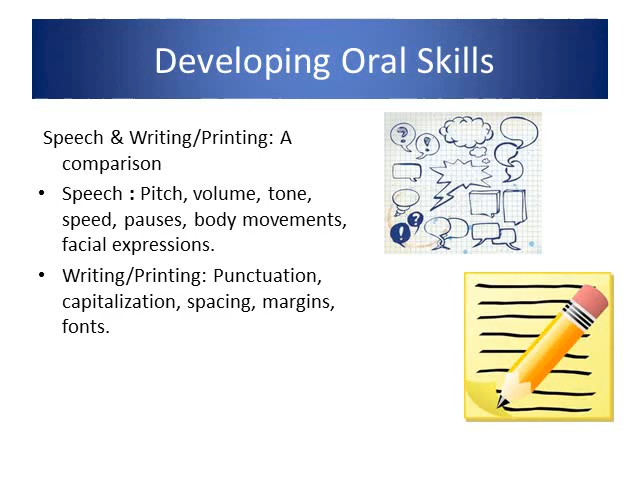 Developing Oral Skills
Speech & Writing/Printing: A
comparison
• Speech : Pitch, volume, tone,
speed, pauses, body movements,
facial expressions.
• Writing/Printing: Punctuation,
capitalization, spacing, margins,
fonts.